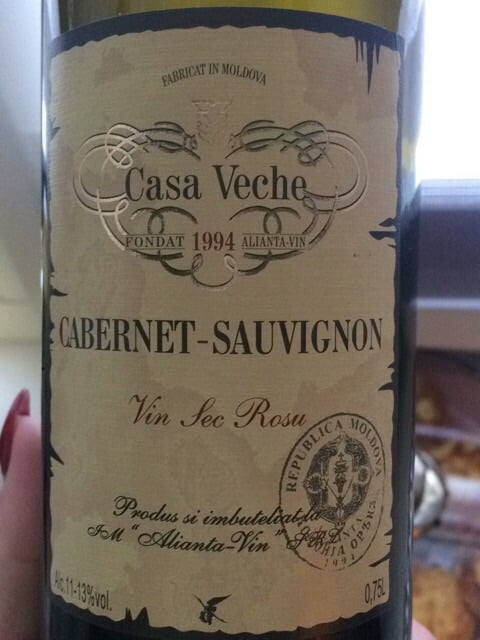 FABRICAT IN MOLDOVA
Casa Veche
FONDAT 1994 ALIANTA-VIN
CABERNET-SAUVIGNON
Vin Sec Rosu
REPUBLICA MOLDOVA
Produs si imbuteliat la
IM "Alianta-Vin" SRL
1994
Alc.11-13%vol.
0,75L